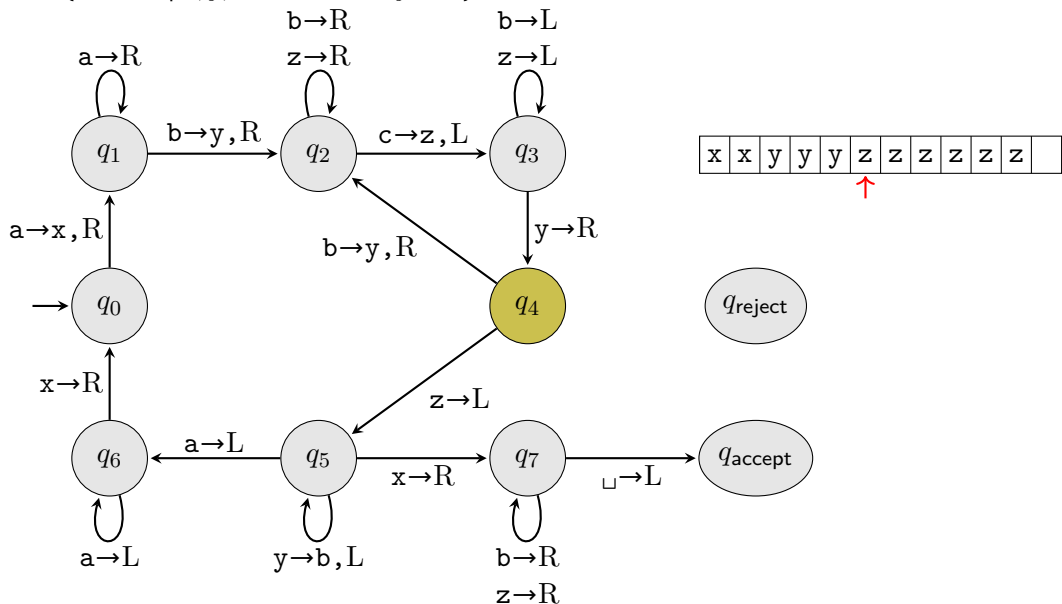 b→R
z→R
b→L
z→L
a→R
q1
b→y,R
q2
c→z,L
q3
x x y y y z z z z z z
a→x,R
b→y,R
y→R
q0
q4
qreject
x→R
z→L
q6
a→L
q5
x→R
q7
␣→L
qaccept
a→L
y→b,L
b→R
z→R